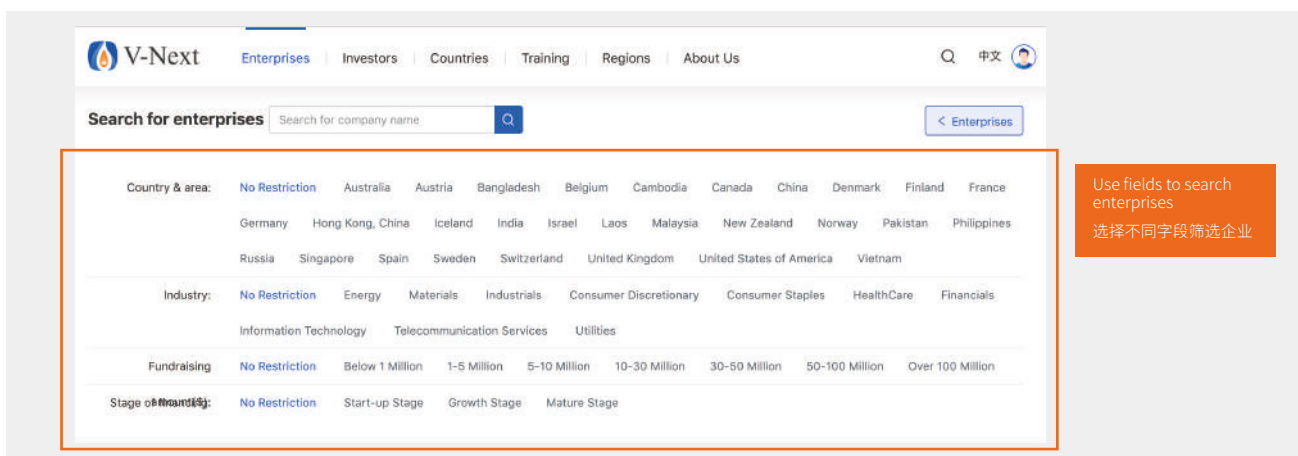 V-Next Enterprises Investors Countries Training Regions About Us 中文
Search for enterprises Search for company name < Enterprises
Country & area: No Restriction Australia Austria Bangladesh Belgium Cambodia Canada China Denmark Finland France
Germany Hong Kong, China Iceland India Israel Laos Malaysia New Zealand Norway Pakistan Philippines
Russia Singapore Spain Sweden Switzerland United Kingdom United States of America Vietnam
Industry: No Restriction Energy Materials Industrials Consumer Discretionary Consumer Staples HealthCare Financials
Information Technology Telecommunication Services Utilities
Fundraising No Restriction Below 1 Million 1-5 Million 5-10 Million 10-30 Million 30-50 Million 50-100 Million Over 100 Million
Stage of No Restriction Start-up Stage Growth Stage Mature Stage
Use fields to search
enterprises
选择不同字段筛选企业